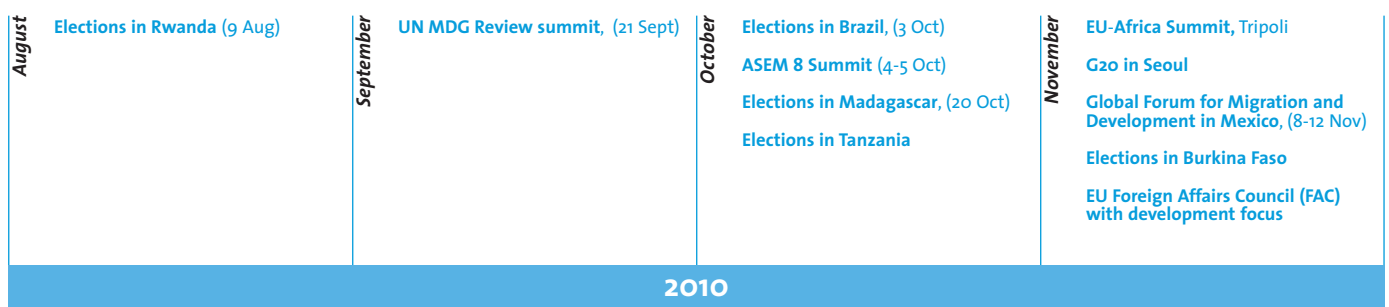 August
Elections in Rwanda (9 Aug)
September
UN MDG Review summit, (21 Sept)
October
Elections in Brazil, (3 Oct)
ASEM 8 Summit (4-5 Oct)
Elections in Madagascar, (20 Oct)
Elections in Tanzania
November
EU-Africa Summit, Tripoli
G20 in Seoul
Global Forum for Migration and
Development in Mexico, (8-12 Nov)
Elections in Burkina Faso
EU Foreign Affairs Council (FAC)
with development focus
2010